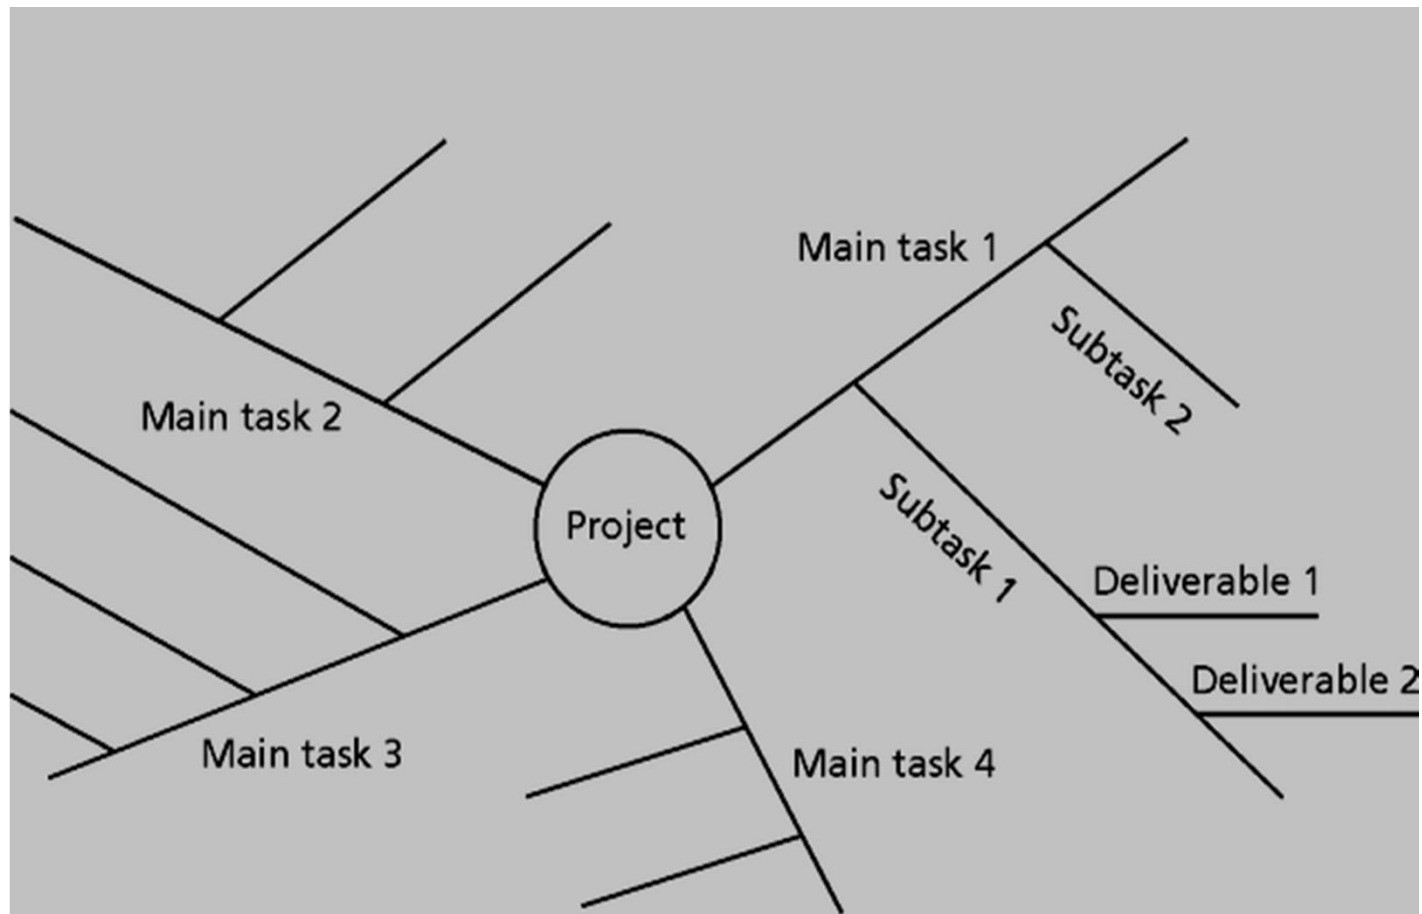 Main task 1
Subtask 2
Main task 2
Subtask 1
Project
Deliverable 1
Deliverable 2
Main task 3
Main task 4